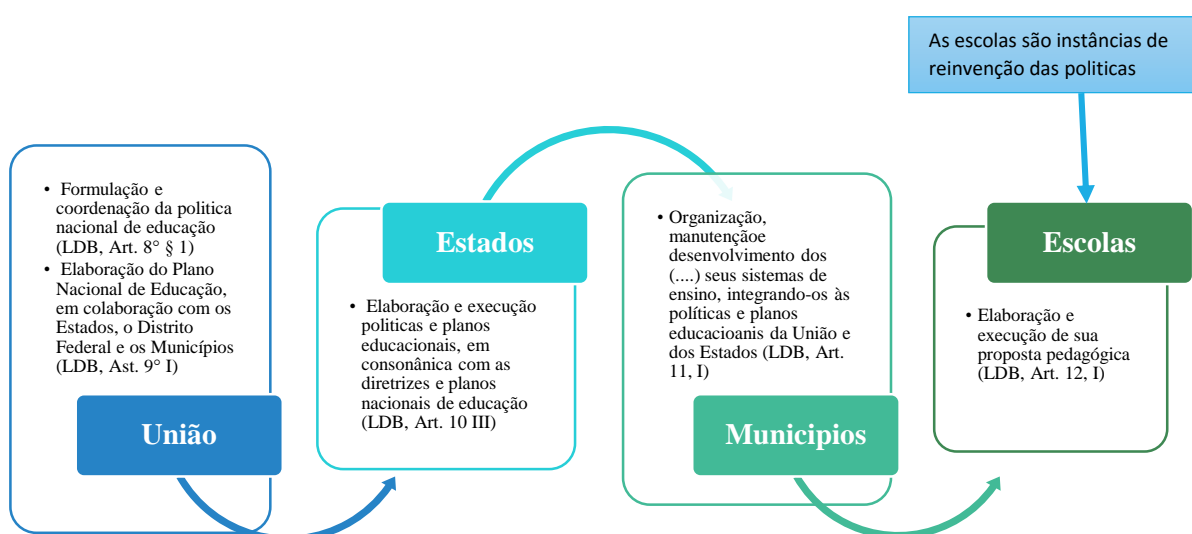 As escolas são instâncias de
reinvenção das politicas
• Formulação e
coordenação da politica
nacional de educação
(LDB, Art. 8° § 1)
• Elaboração do Plano
Nacional de Educação,
em colaboração com os
Estados, o Distrito
Federal e os Municípios
(LDB, Ast. 9° I)
União
Estados
• Elaboração e execução
politicas e planos
educacionais, em
consonânica com as
diretrizes e planos
nacionais de educação
(LDB, Art. 10 III)
• Organização,
manutençãoe
desenvolvimento dos
(....) seus sistemas de
ensino, integrando-os às
políticas e planos
educacioanis da União e
dos Estados (LDB, Art.
11, I)
Municipios
Escolas
• Elaboração e
execução de sua
proposta pedagógica
(LDB, Art. 12, I)